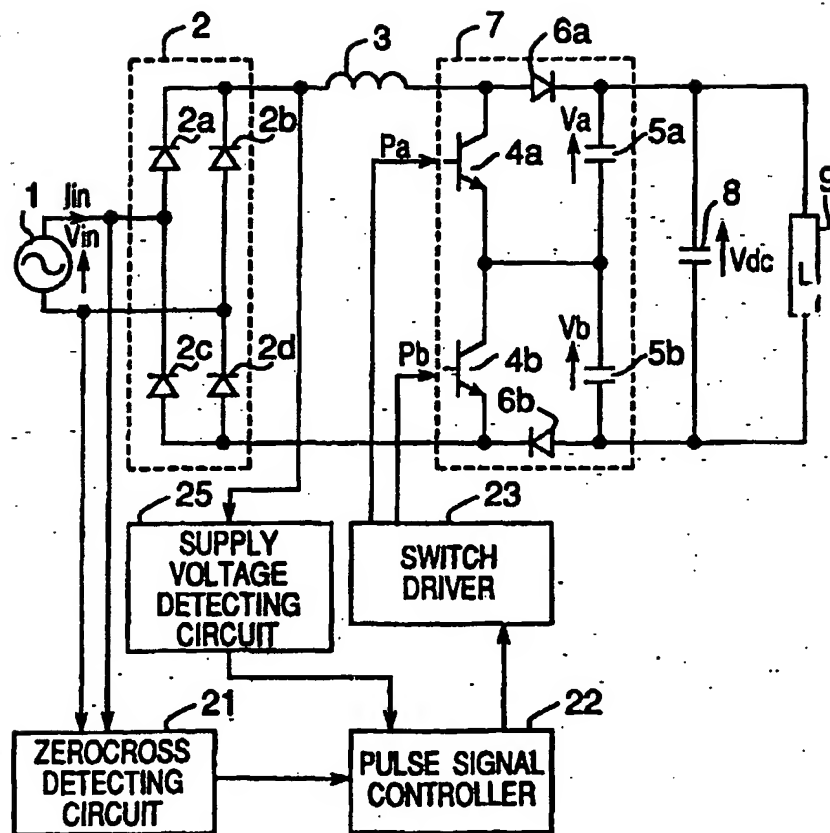 2
3
7
6a
2a
2b
Va
5a
Pa
4a
1
Jin
Vin
8
Vdc
9
L
2c
2d
Pb
4b
Vb
5b
6b
25
SUPPLY
VOLTAGE
DETECTING
CIRCUIT
23
SWITCH
DRIVER
21
ZEROCROSS
DETECTING
CIRCUIT
22
PULSE SIGNAL
CONTROLLER